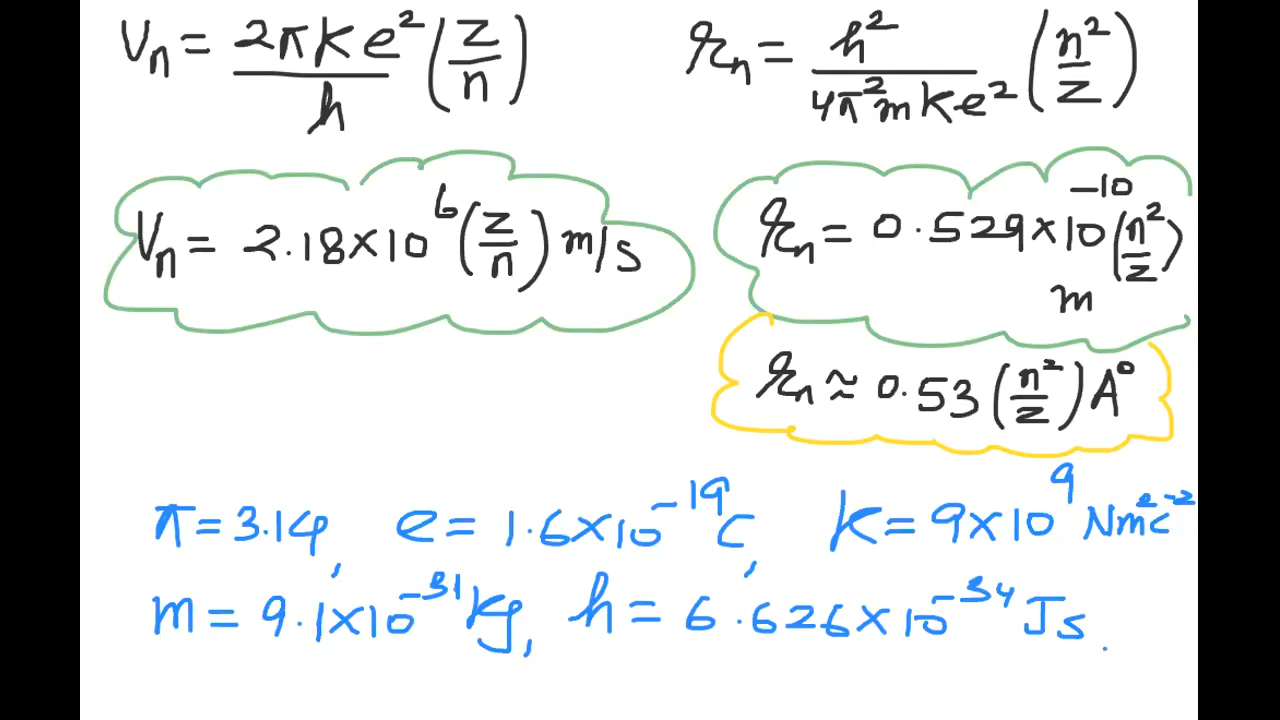 Vn = 2πKe²/h (Z/n)    rn = h²/4π²mKe² (n²/Z)
Vn = 2.18×10⁶ (Z/n) m/s    rn = 0.529×10⁻¹⁰ (n²/Z)
m
rn ≈ 0.53 (n²/Z) A⁰
π = 3.14, e = 1.6×10⁻¹⁹ C, K = 9×10⁹ Nm²c⁻²
m = 9.1×10⁻³¹ kg, h = 6.626×10⁻³⁴ Js.